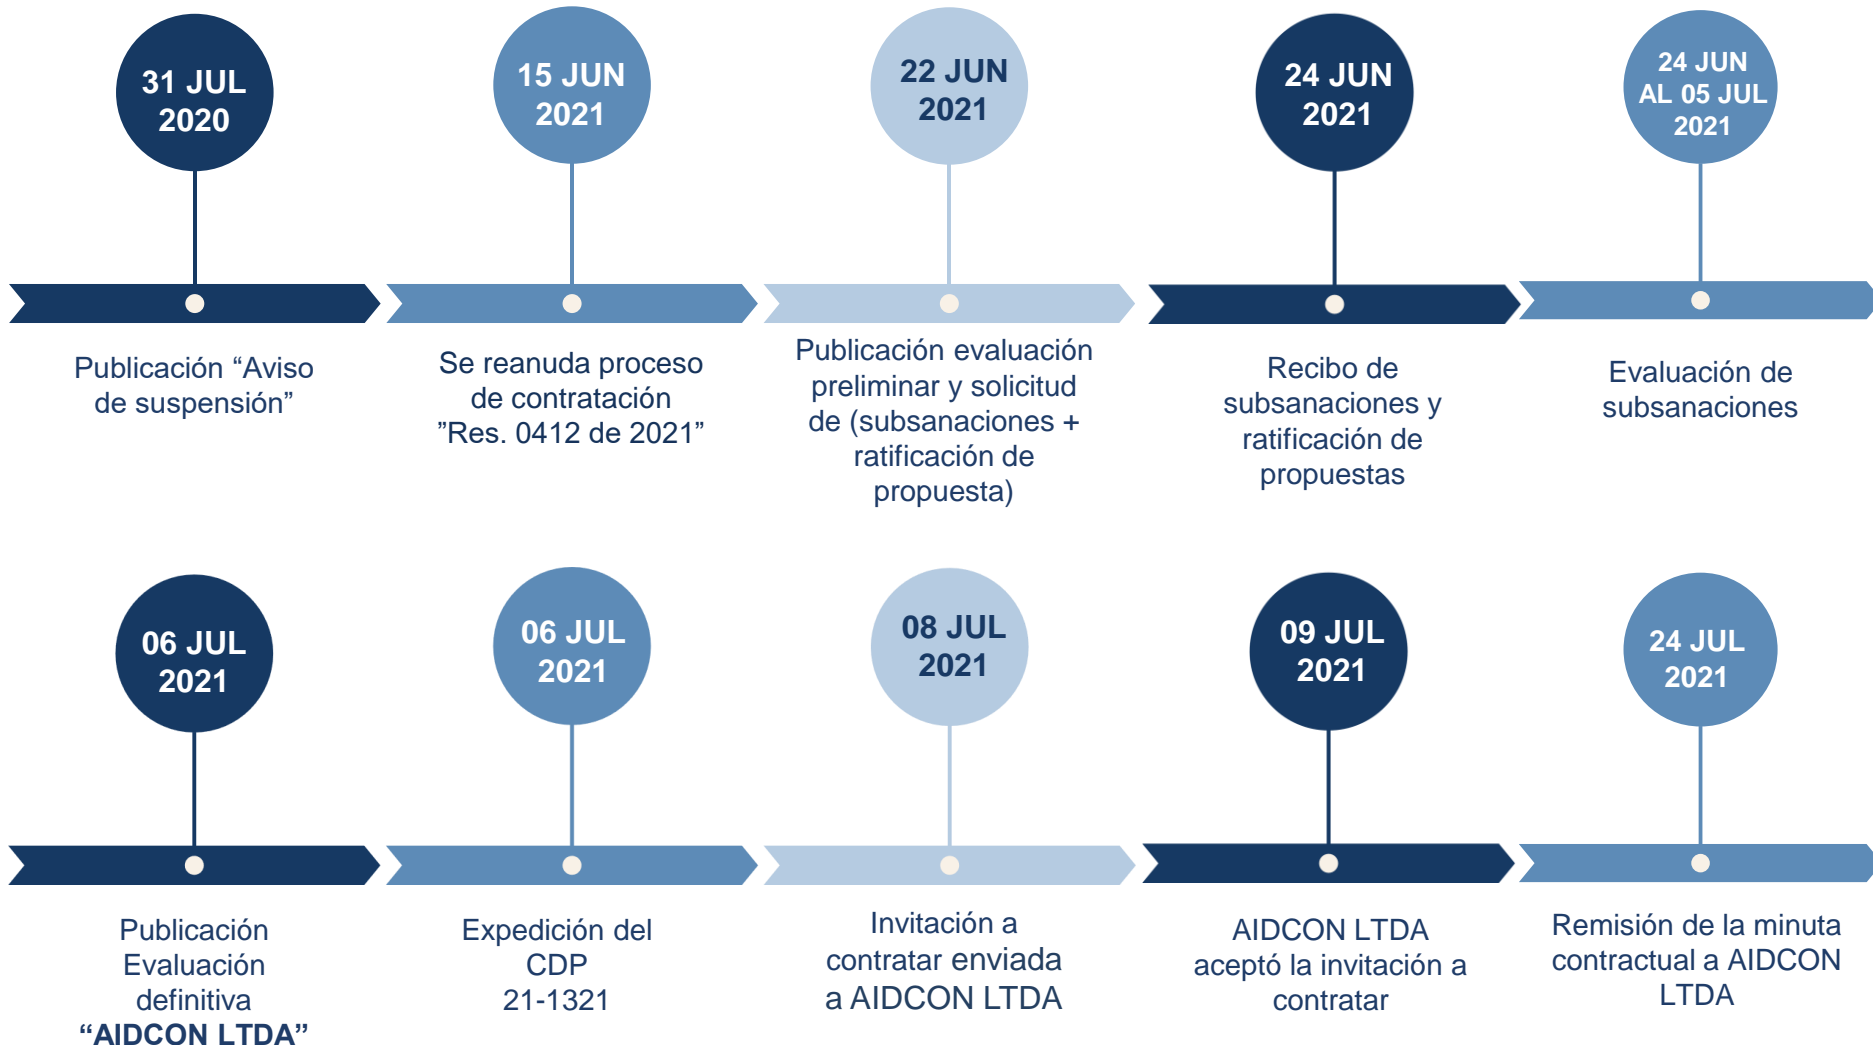 31 JUL
2020
Publicación “Aviso
de suspensión”
15 JUN
2021
Se reanuda proceso
de contratación
”Res. 0412 de 2021”
22 JUN
2021
Publicación evaluación
preliminar y solicitud
de (subsanaciones +
ratificación de
propuesta)
24 JUN
2021
Recibo de
subsanaciones y
ratificación de
propuestas
24 JUN
AL 05 JUL
2021
Evaluación de
subsanaciones
06 JUL
2021
Publicación
Evaluación
definitiva
“AIDCON LTDA”
06 JUL
2021
Expedición del
CDP
21-1321
08 JUL
2021
Invitación a
contratar enviada
a AIDCON LTDA
09 JUL
2021
AIDCON LTDA
aceptó la invitación a
contratar
24 JUL
2021
Remisión de la minuta
contractual a AIDCON
LTDA